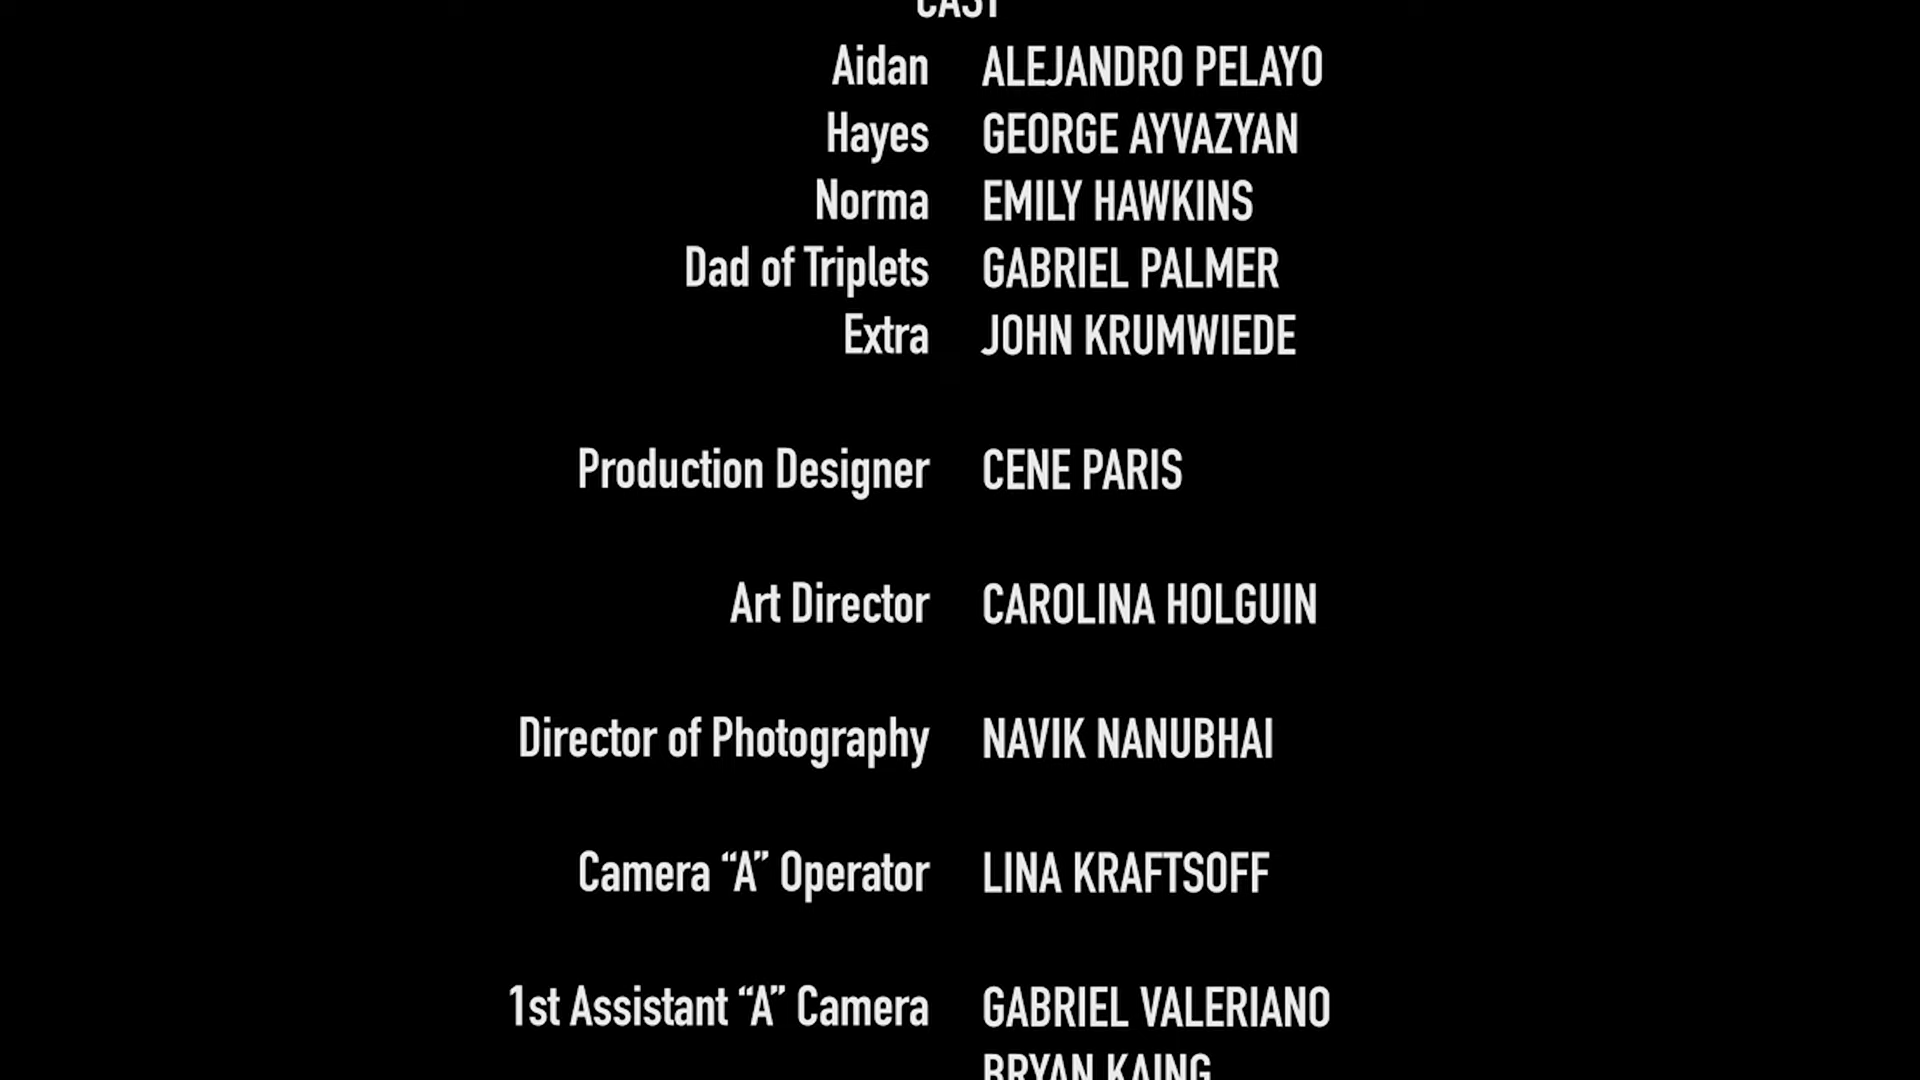 CAST
Aidan ALEJANDRO PELAYO
Hayes GEORGE AYVAZYAN
Norma EMILY HAWKINS
Dad of Triplets GABRIEL PALMER
Extra JOHN KRUMWIEDE
Production Designer CENE PARIS
Art Director CAROLINA HOLGUIN
Director of Photography NAVIK NANUBHAI
Camera “A” Operator LINA KRAFTSOFF
1st Assistant “A” Camera GABRIEL VALERIANO
BRYAN KAING